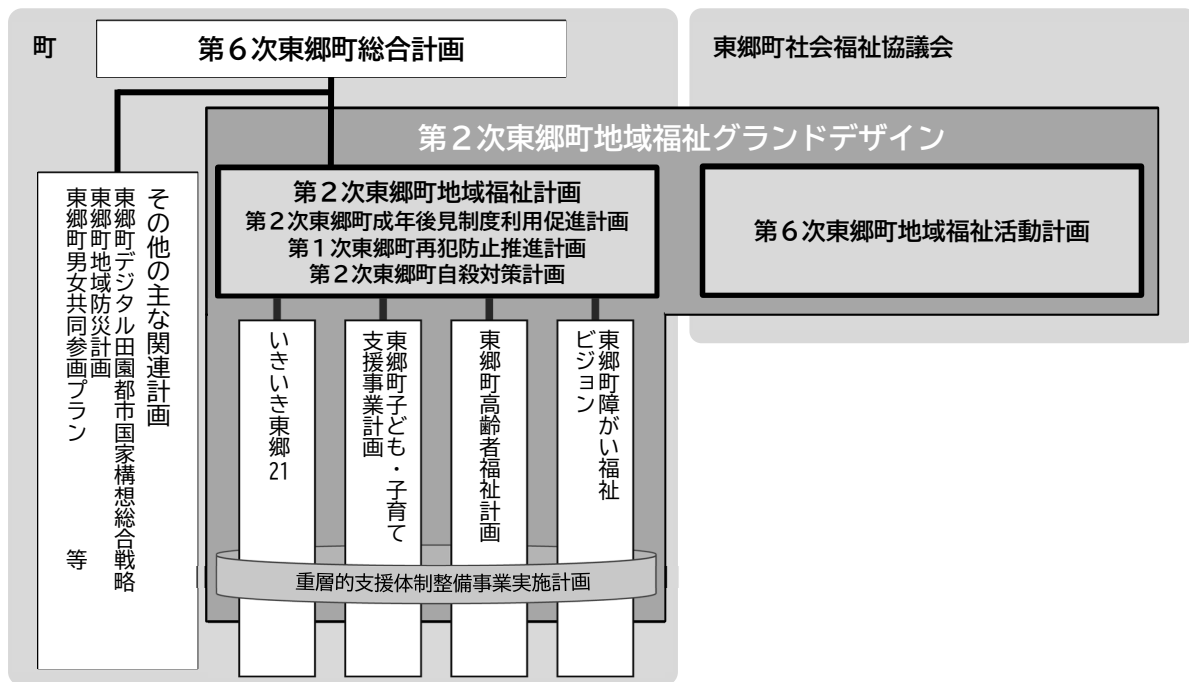 町
第６次東郷町総合計画
東郷町社会福祉協議会
第２次東郷町地域福祉グランドデザイン
第２次東郷町地域福祉計画
第２次東郷町成年後見制度利用促進計画
第１次東郷町再犯防止推進計画
第２次東郷町自殺対策計画
第６次東郷町地域福祉活動計画
その他の主な関連計画
東郷町デジタル田園都市国家構想総合戦略
東郷町地域防災計画
東郷町男女共同参画プラン　等
いきいき東郷21
東郷町子ども・子育て
支援事業計画
東郷町高齢者福祉計画
東郷町障がい福祉
ビジョン
重層的支援体制整備事業実施計画